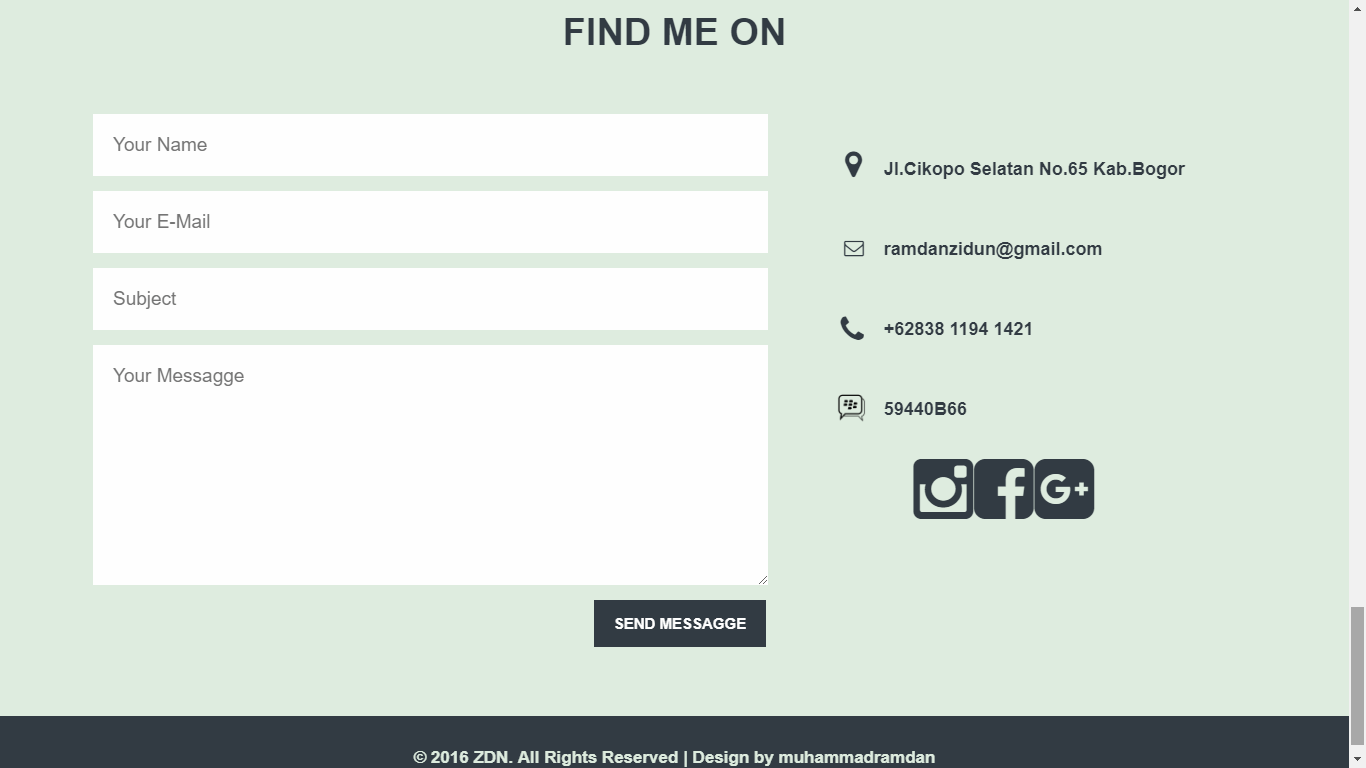 FIND ME ON
Your Name
Your E-Mail
Subject
Your Messagge
SEND MESSAGGE
Jl.Cikopo Selatan No.65 Kab.Bogor
ramdanzidun@gmail.com
+62838 1194 1421
59440B66
© 2016 ZDN. All Rights Reserved | Design by muhammadramdan